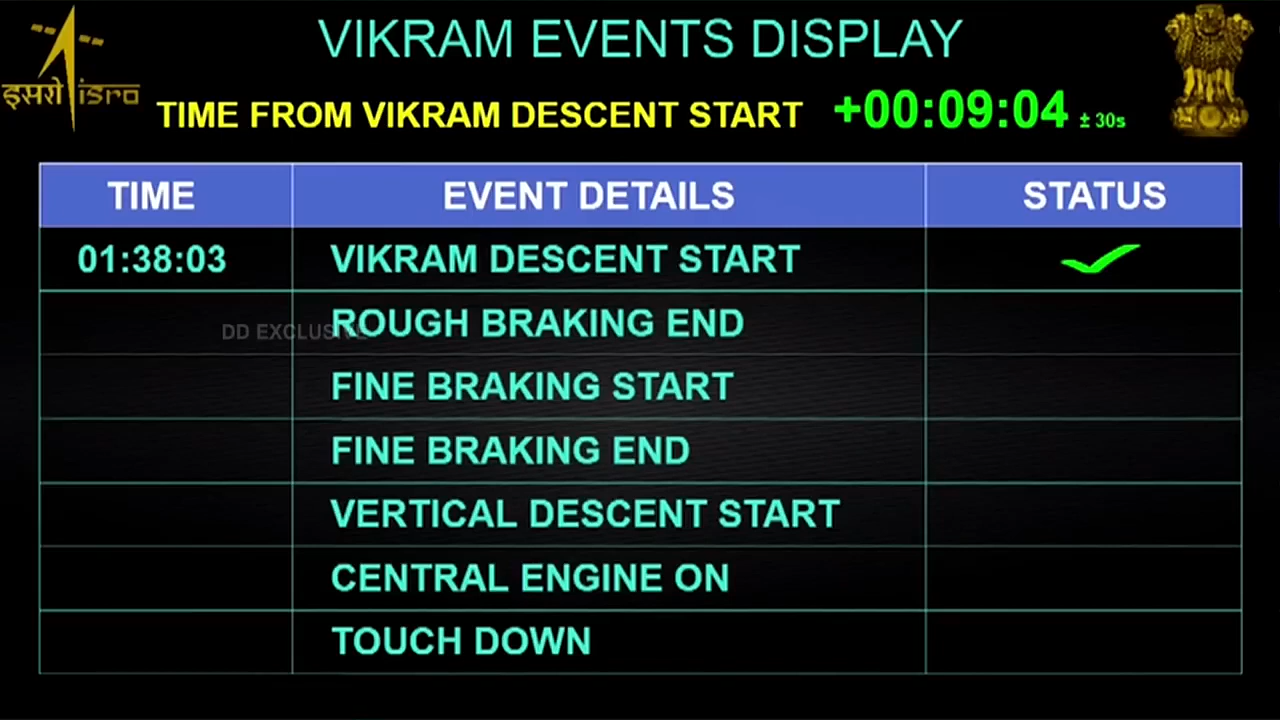 VIKRAM EVENTS DISPLAY
इसरो isro
TIME FROM VIKRAM DESCENT START +00:09:04 ± 30s
TIME EVENT DETAILS STATUS
01:38:03 VIKRAM DESCENT START
DD EXCLUSIVE
ROUGH BRAKING END
FINE BRAKING START
FINE BRAKING END
VERTICAL DESCENT START
CENTRAL ENGINE ON
TOUCH DOWN